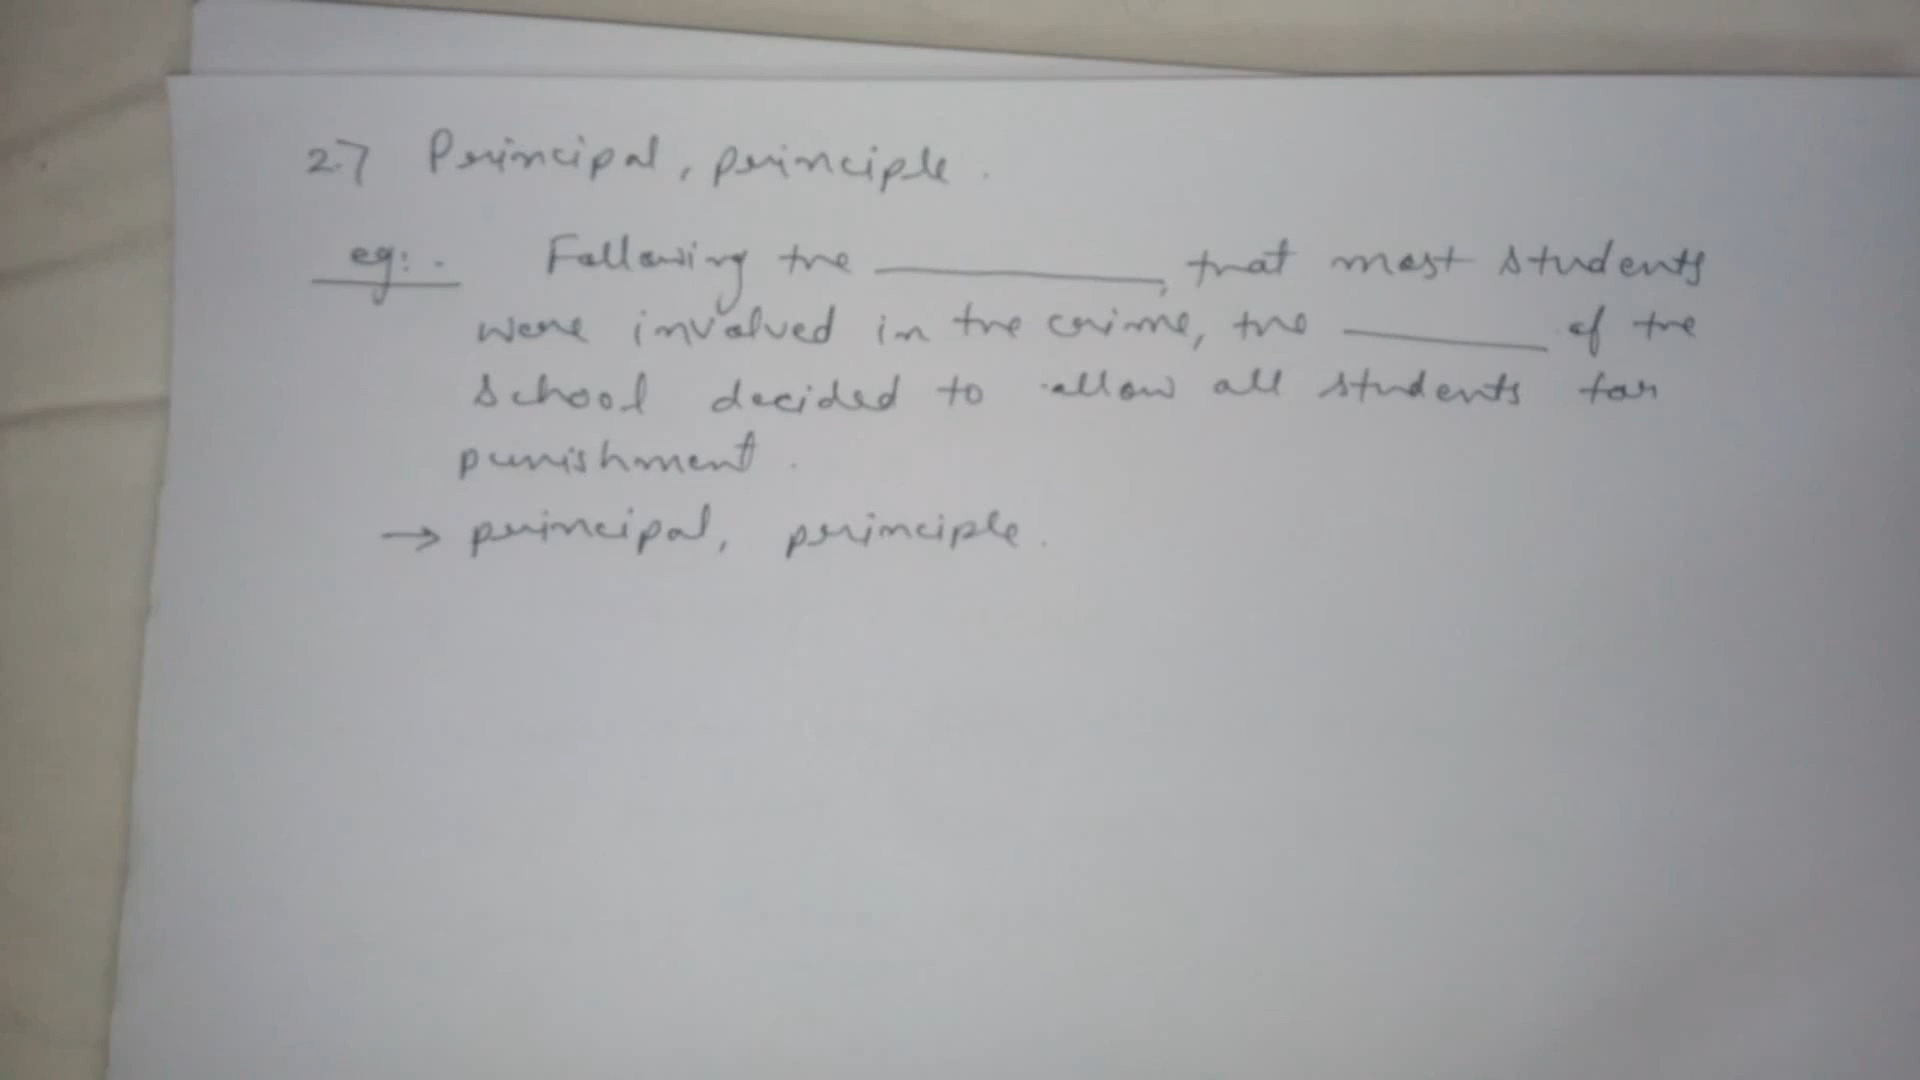 27 Principal, principle.
eg:. Following the ________, that most students
were involved in the crime, the ________ of the
school decided to allow all students for
punishment.
→ principal, principle.